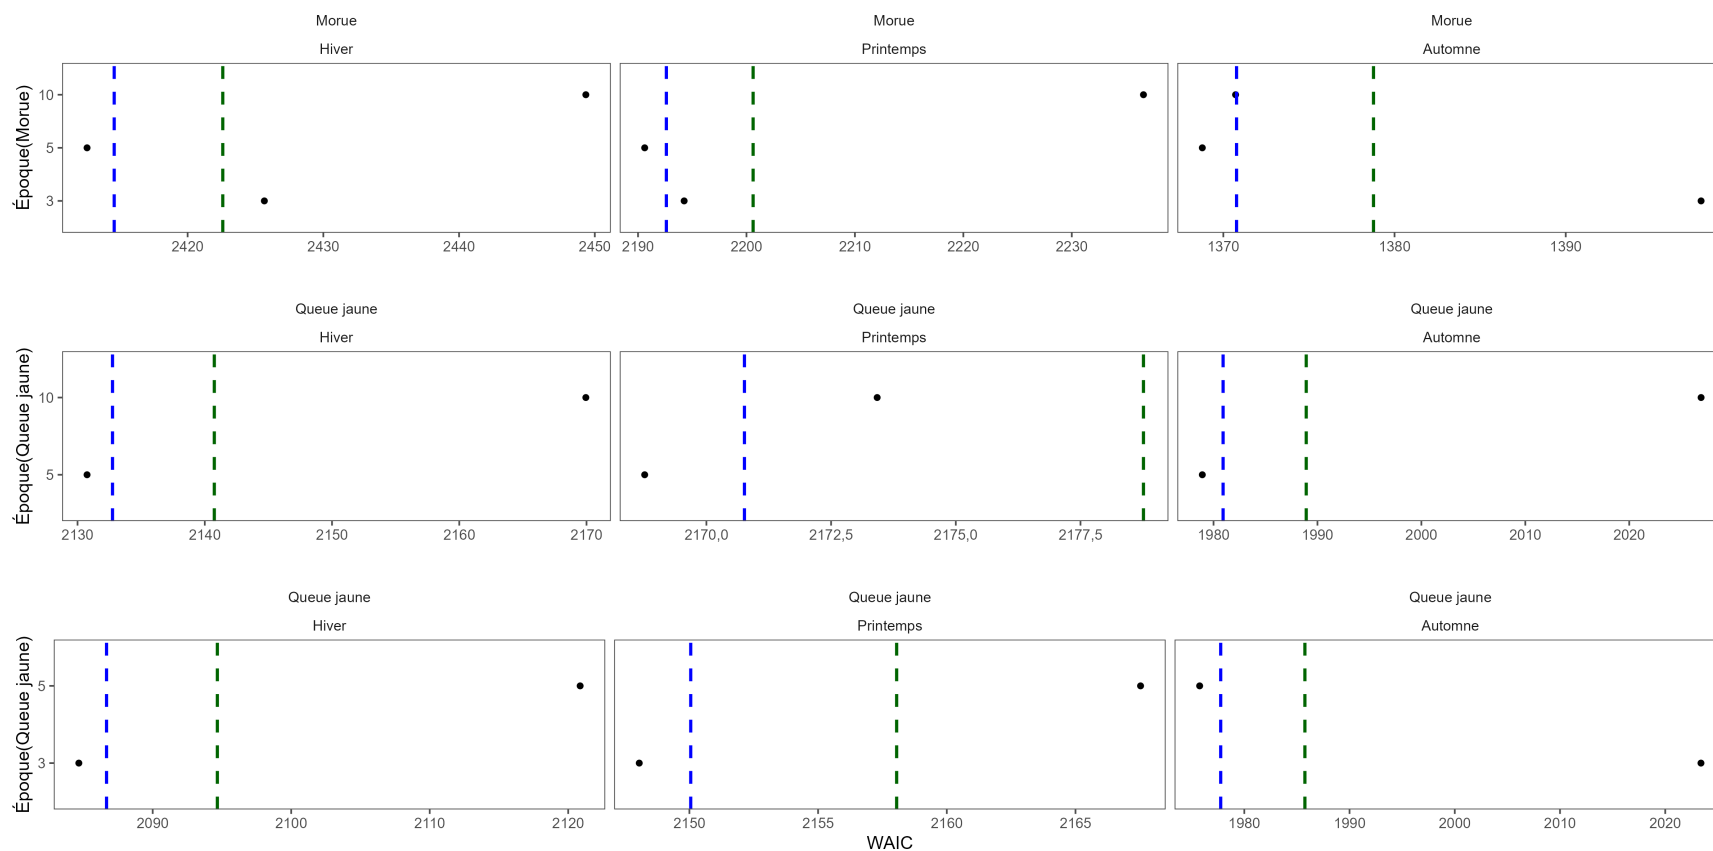 Morue Morue Morue
Hiver Printemps Automne
Époque(Morue)
10
5
3
2420 2430 2440 2450 2190 2200 2210 2220 2230 1370 1380 1390
Queue jaune Queue jaune Queue jaune
Hiver Printemps Automne
Époque(Queue jaune)
10
5
2130 2140 2150 2160 2170 2170,0 2172,5 2175,0 2177,5 1980 1990 2000 2010 2020
Queue jaune Queue jaune Queue jaune
Hiver Printemps Automne
Époque(Queue jaune)
5
3
2090 2100 2110 2120 2150 2155 2160 2165 1980 1990 2000 2010 2020
WAIC